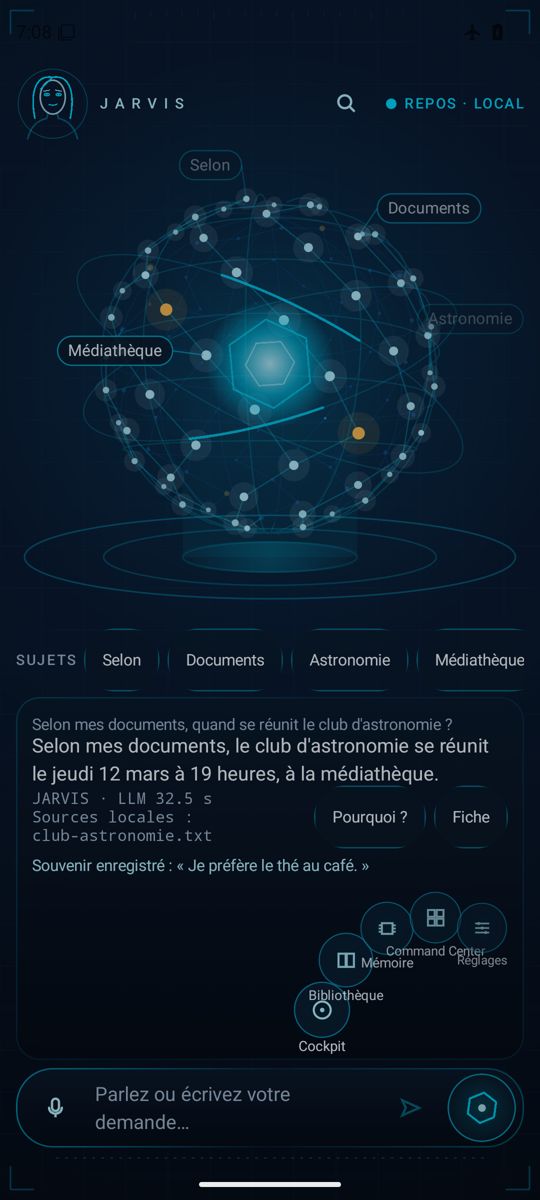 7:08
JARVIS
REPOS · LOCAL
Selon
Documents
Astronomie
Médiathèque
SUJETS
Selon
Documents
Astronomie
Médiathèque
Selon mes documents, quand se réunit le club d'astronomie ?
Selon mes documents, le club d'astronomie se réunit
le jeudi 12 mars à 19 heures, à la médiathèque.
JARVIS · LLM 32.5 s
Sources locales :
club-astronomie.txt
Pourquoi ?
Fiche
Souvenir enregistré : « Je préfère le thé au café. »
Command Center
Réglages
Mémoire
Bibliothèque
Cockpit
Parlez ou écrivez votre
demande…